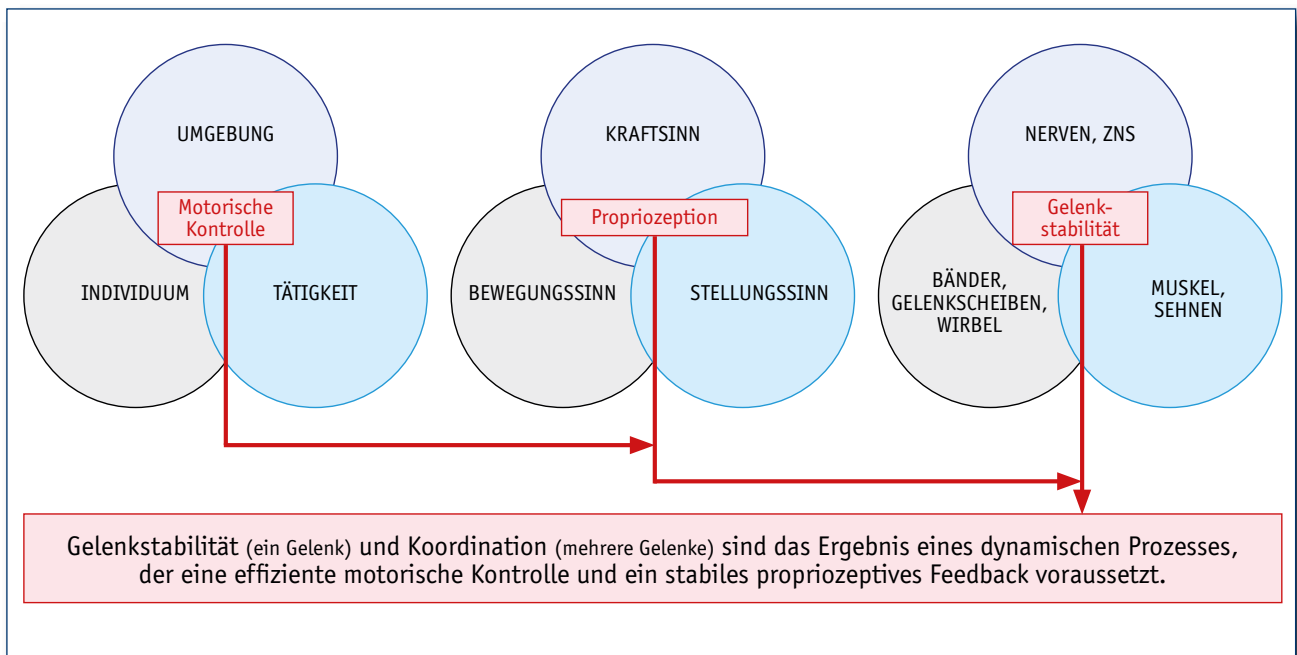 UMGEBUNG
Motorische
Kontrolle
INDIVIDUUM
TÄTIGKEIT
KRAFTSINN
Propriozeption
BEWEGUNGSSINN
STELLUNGSSINN
NERVEN, ZNS
Gelenk-
stabilität
BÄNDER,
GELENKSCHEIBEN,
WIRBEL
MUSKEL,
SEHNEN
Gelenkstabilität (ein Gelenk) und Koordination (mehrere Gelenke) sind das Ergebnis eines dynamischen Prozesses,
der eine effiziente motorische Kontrolle und ein stabiles propriozeptives Feedback voraussetzt.